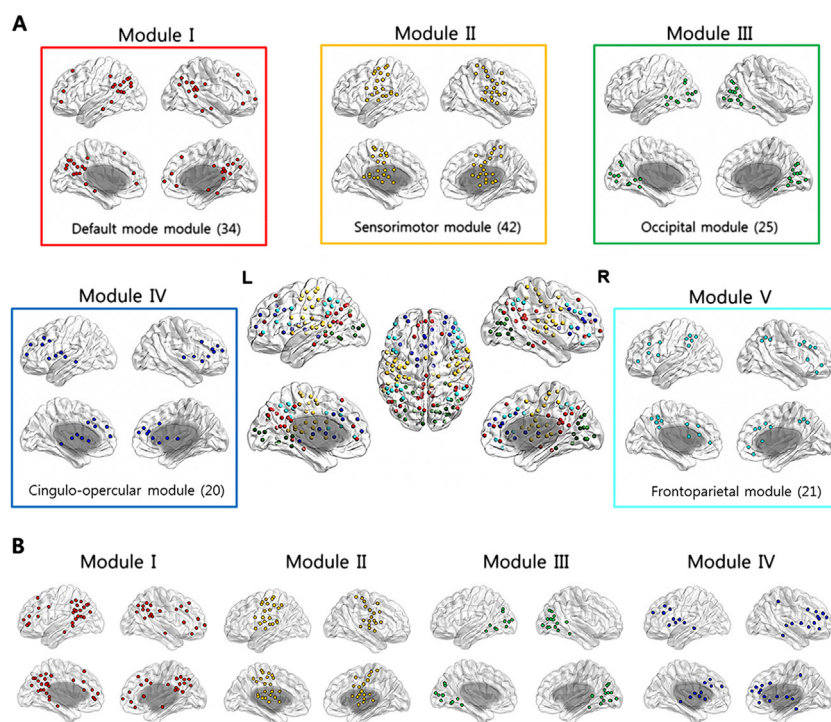 A
Module I
Module II
Module III
Default mode module (34)
Sensorimotor module (42)
Occipital module (25)
L
R
Module IV
Module V
Cingulo-opercular module (20)
Frontoparietal module (21)
B
Module I
Module II
Module III
Module IV